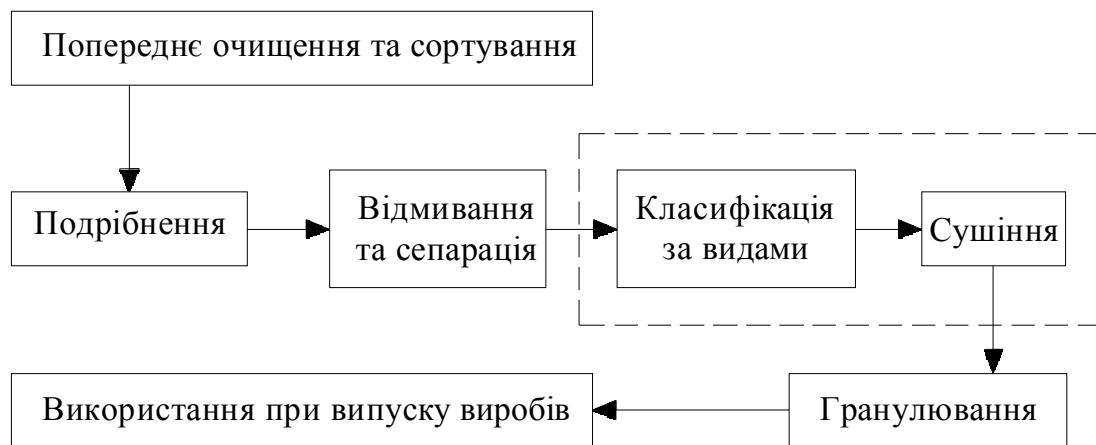 Попереднє очищення та сортування
Подрібнення
Відмивання
та сепарація
Класифікація
за видами
Сушіння
Гранулювання
Використання при випуску виробів